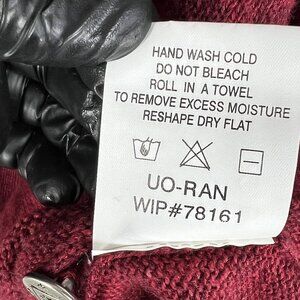 HAND WASH COLD
DO NOT BLEACH
ROLL IN A TOWEL
TO REMOVE EXCESS MOISTURE
RESHAPE DRY FLAT
UO-RAN
WIP#78161